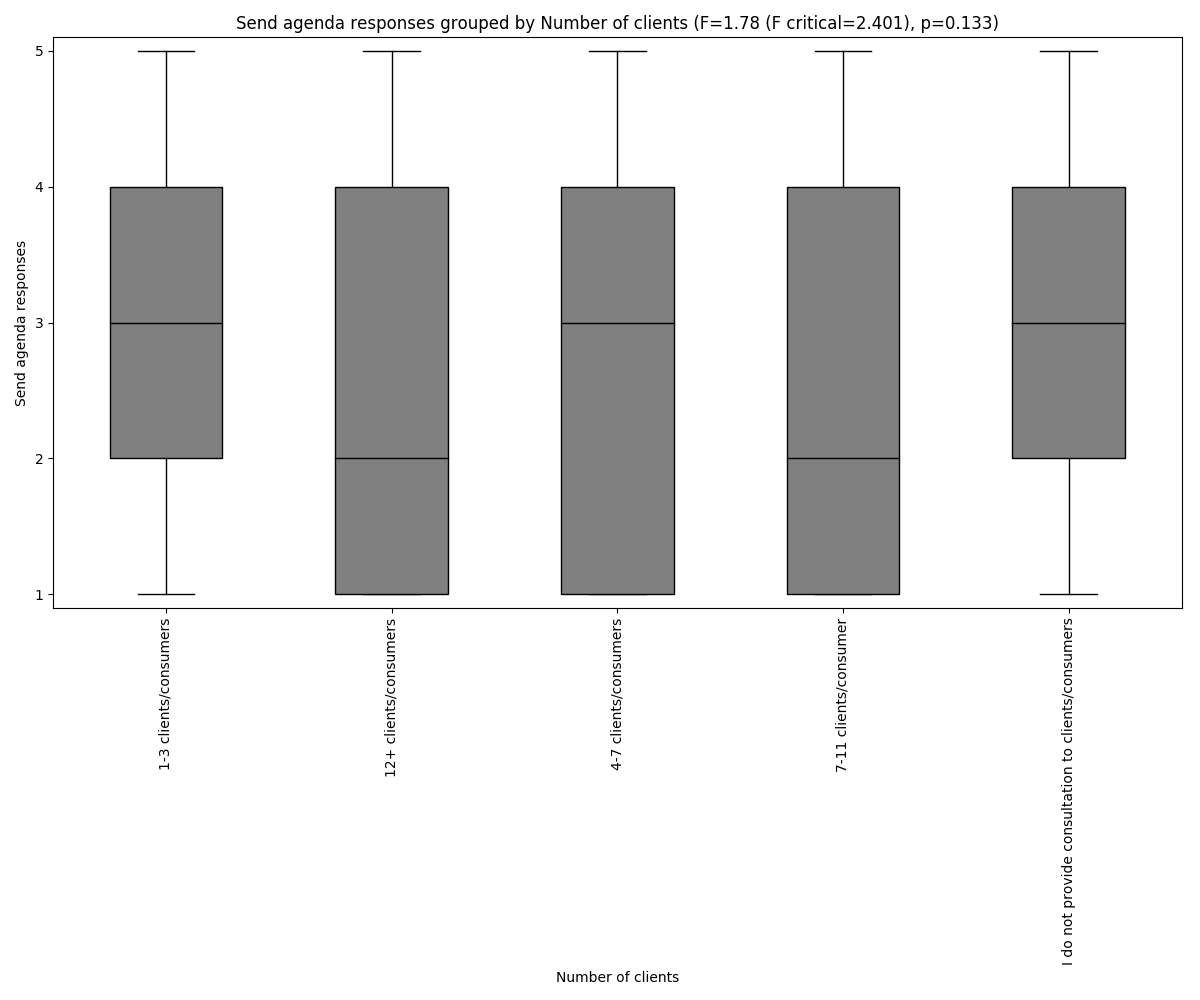 Send agenda responses grouped by Number of clients (F=1.78 (F critical=2.401), p=0.133)
Send agenda responses
5
4
3
2
1
1-3 clients/consumers
12+ clients/consumers
4-7 clients/consumers
7-11 clients/consumer
I do not provide consultation to clients/consumers
Number of clients